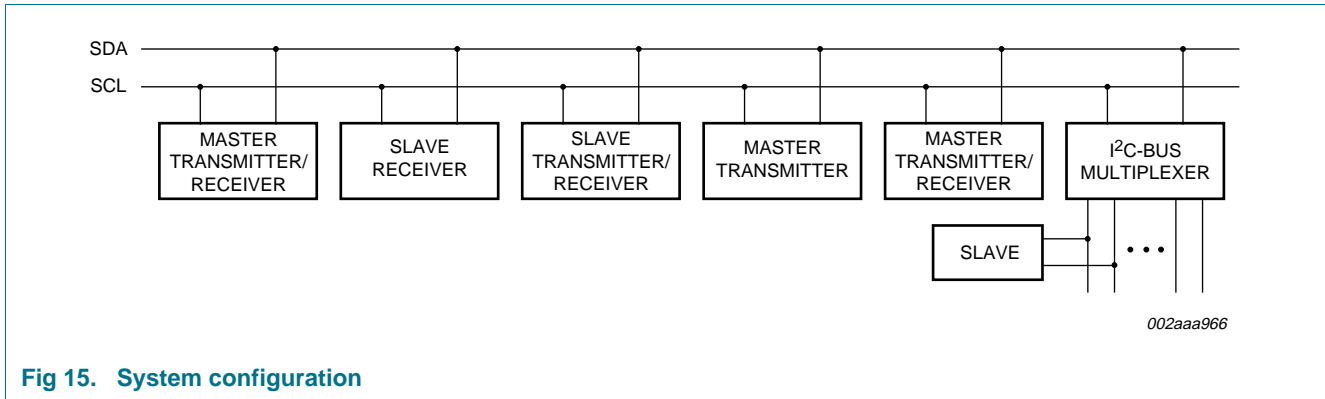 SDA
SCL
MASTER
TRANSMITTER/
RECEIVER
SLAVE
RECEIVER
SLAVE
TRANSMITTER/
RECEIVER
MASTER
TRANSMITTER
MASTER
TRANSMITTER/
RECEIVER
I²C-BUS
MULTIPLEXER
SLAVE
002aaa966
Fig 15. System configuration